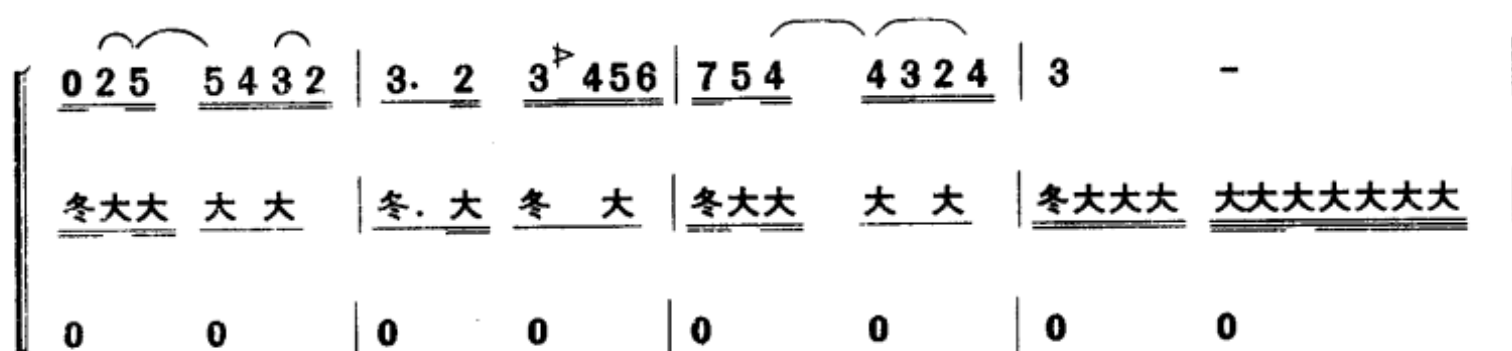 0 2 5 5 4 3 2 | 3. 2 3 4 5 6 | 7 5 4 4 3 2 4 | 3 -
冬大大 大 大 | 冬. 大 冬 大 | 冬大大 大 大 | 冬大大大 大大大大大大大
0 0 | 0 0 | 0 0 | 0 0